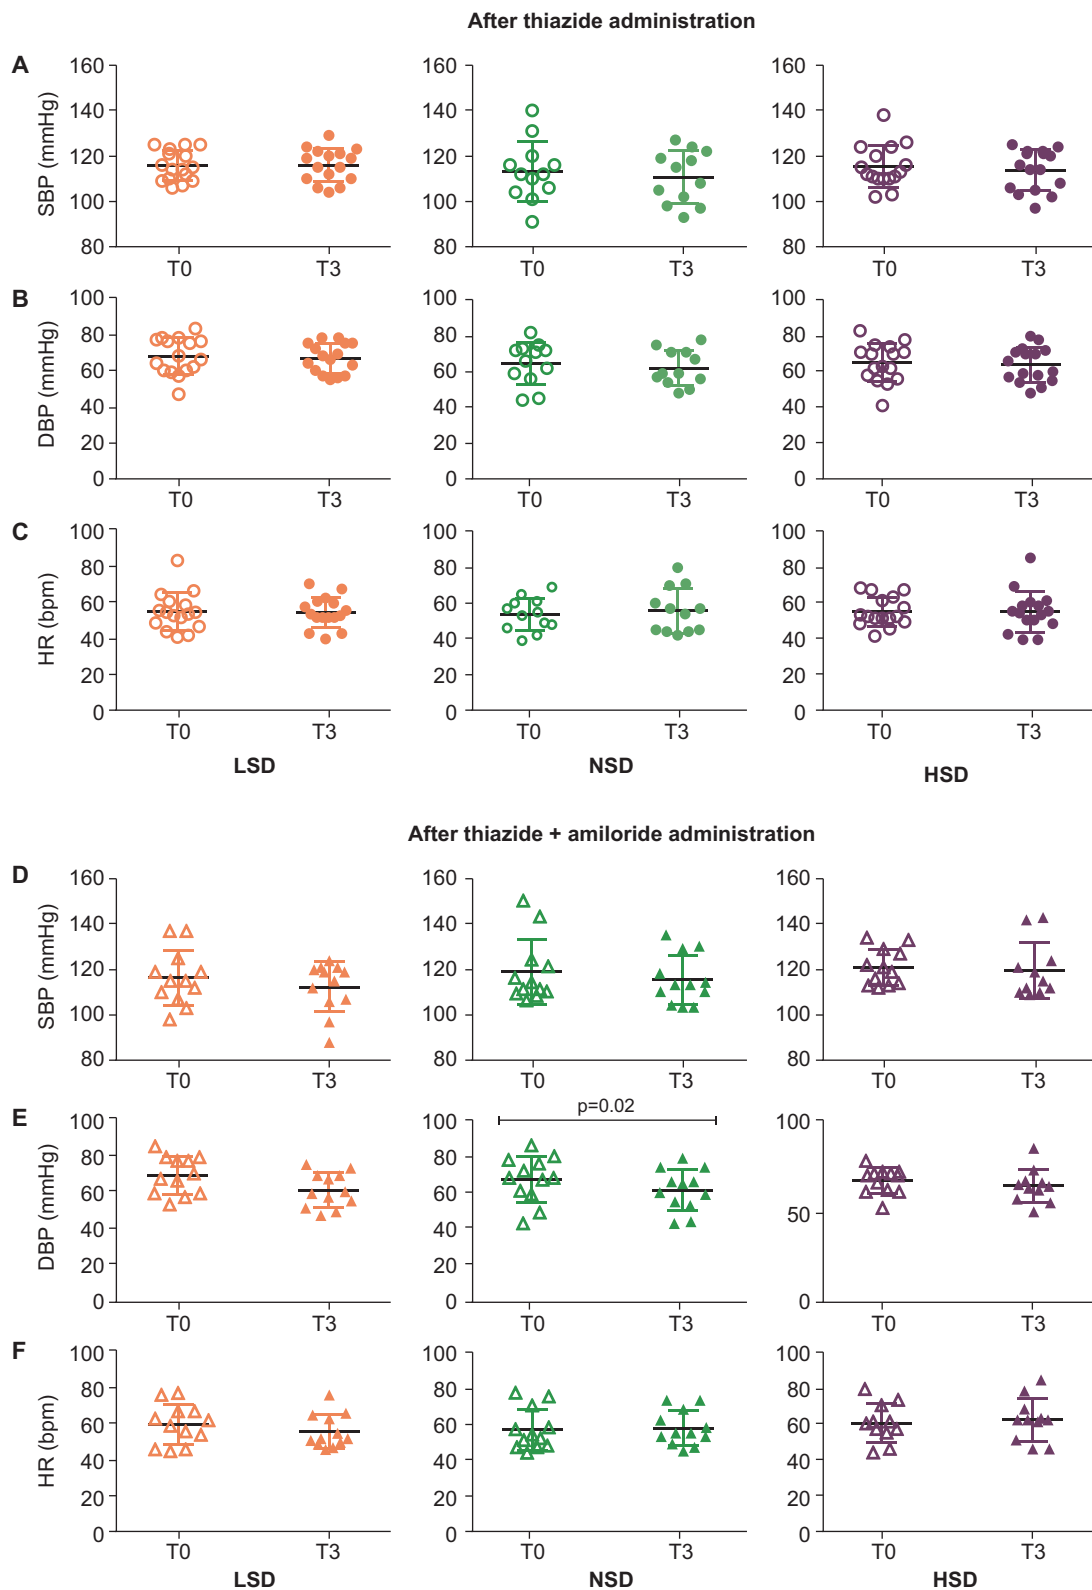 After thiazide administration
A
SBP (mmHg)
160
140
120
100
80
T0
T3
160
140
120
100
80
T0
T3
160
140
120
100
80
T0
T3
B
DBP (mmHg)
100
80
60
40
20
0
T0
T3
100
80
60
40
20
0
T0
T3
100
80
60
40
20
0
T0
T3
C
HR (bpm)
100
80
60
40
20
0
T0
T3
100
80
60
40
20
0
T0
T3
100
80
60
40
20
0
T0
T3
LSD
NSD
HSD
After thiazide + amiloride administration
D
SBP (mmHg)
160
140
120
100
80
T0
T3
160
140
120
100
80
T0
T3
160
140
120
100
80
T0
T3
E
DBP (mmHg)
100
80
60
40
20
0
T0
T3
p=0.02
100
80
60
40
20
0
T0
T3
100
50
0
T0
T3
F
HR (bpm)
100
80
60
40
20
0
T0
T3
100
80
60
40
20
0
T0
T3
100
80
60
40
20
0
T0
T3
LSD
NSD
HSD